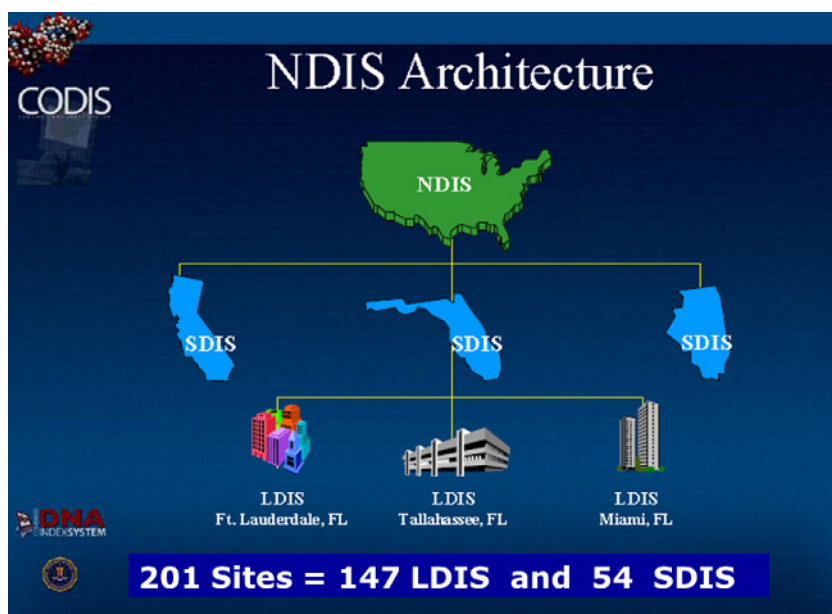 NDIS Architecture
CODIS
NDIS
SDIS SDIS SDIS
LDIS LDIS LDIS
Ft. Lauderdale, FL Tallahassee, FL Miami, FL
DNA
INDEX SYSTEM
201 Sites = 147 LDIS and 54 SDIS